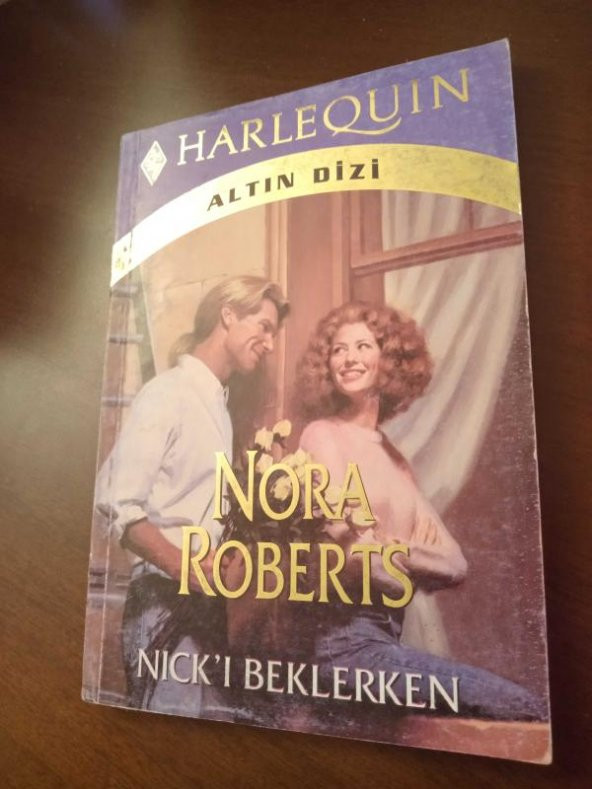 HARLEQUIN
ALTIN DİZİ
NORA
ROBERTS
NICK'I BEKLERKEN